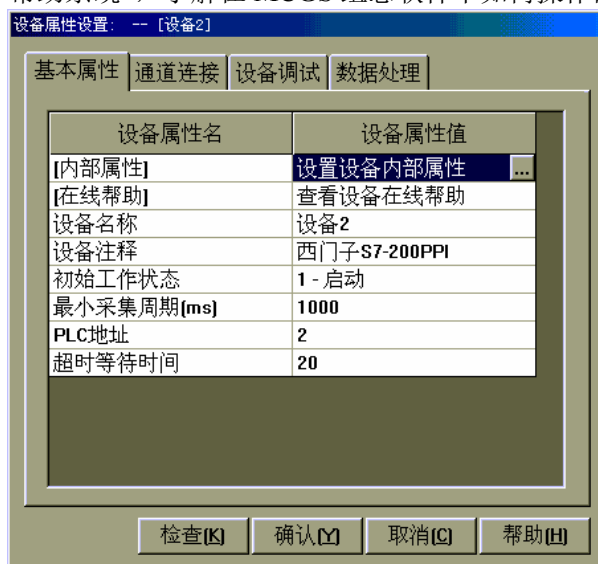 设备属性设置: -- [设备2]
基本属性 通道连接 设备调试 数据处理
设备属性名 设备属性值
[内部属性] 设置设备内部属性 ...
[在线帮助] 查看设备在线帮助
设备名称 设备2
设备注释 西门子S7-200PPI
初始工作状态 1 - 启动
最小采集周期(ms) 1000
PLC地址 2
超时等待时间 20
检查(K) 确认(Y) 取消(C) 帮助(H)